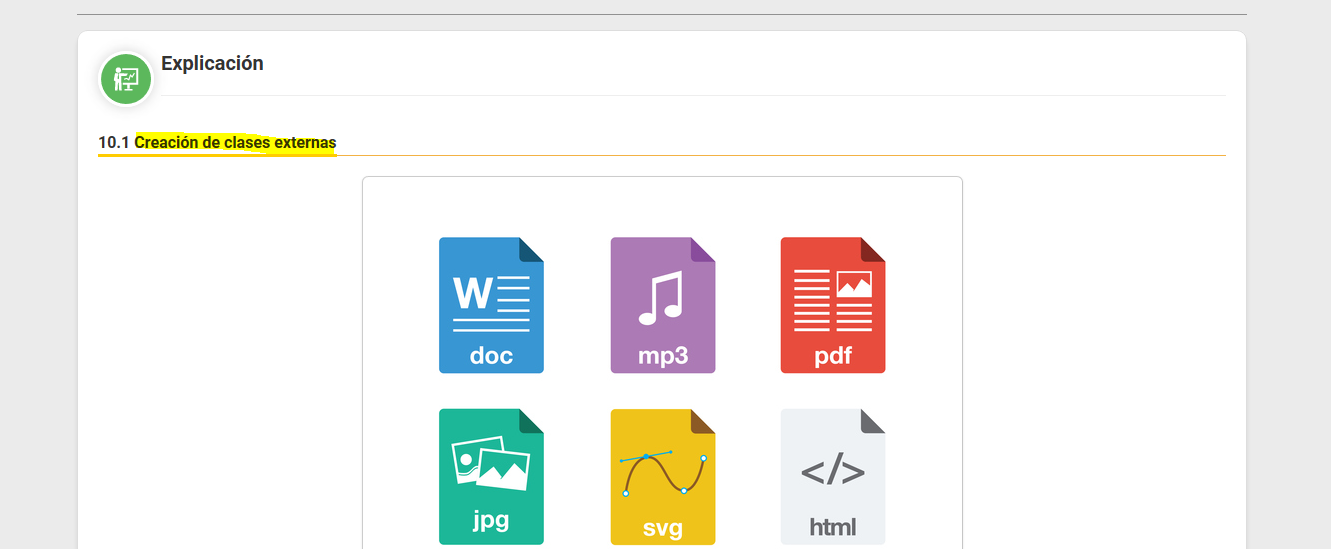 Explicación
10.1 Creación de clases externas
W
doc
mp3
pdf
jpg
svg
</>
html